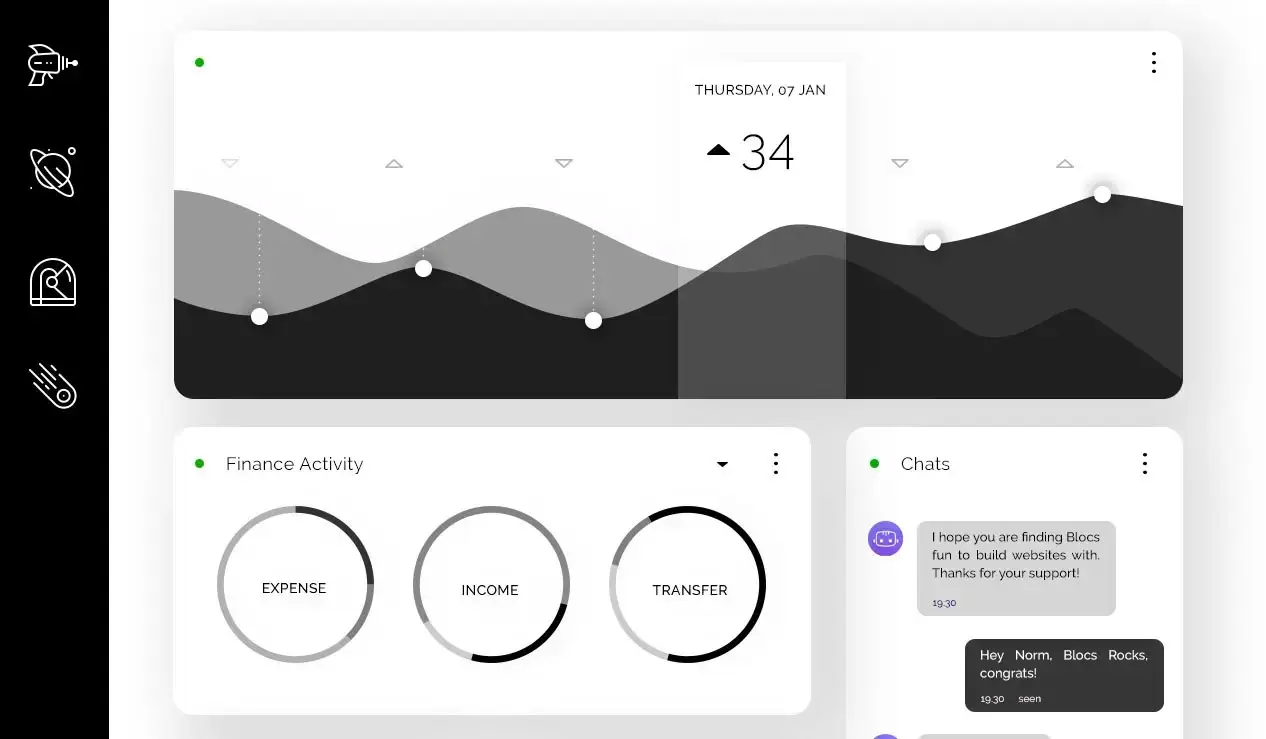 THURSDAY, 07 JAN
34
Finance Activity
EXPENSE
INCOME
TRANSFER
Chats
I hope you are finding Blocs
fun to build websites with.
Thanks for your support!
19.30
Hey Norm, Blocs Rocks,
congrats!
19.30 seen